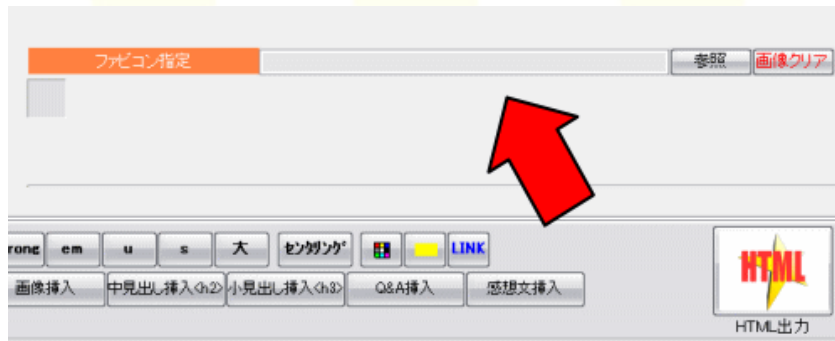 ファビコン指定 参照 画像クリア
rong em u s 大 センタリング LINK
画像挿入 中見出し挿入<h2> 小見出し挿入<h3> Q&A挿入 感想文挿入
HTML
HTML出力